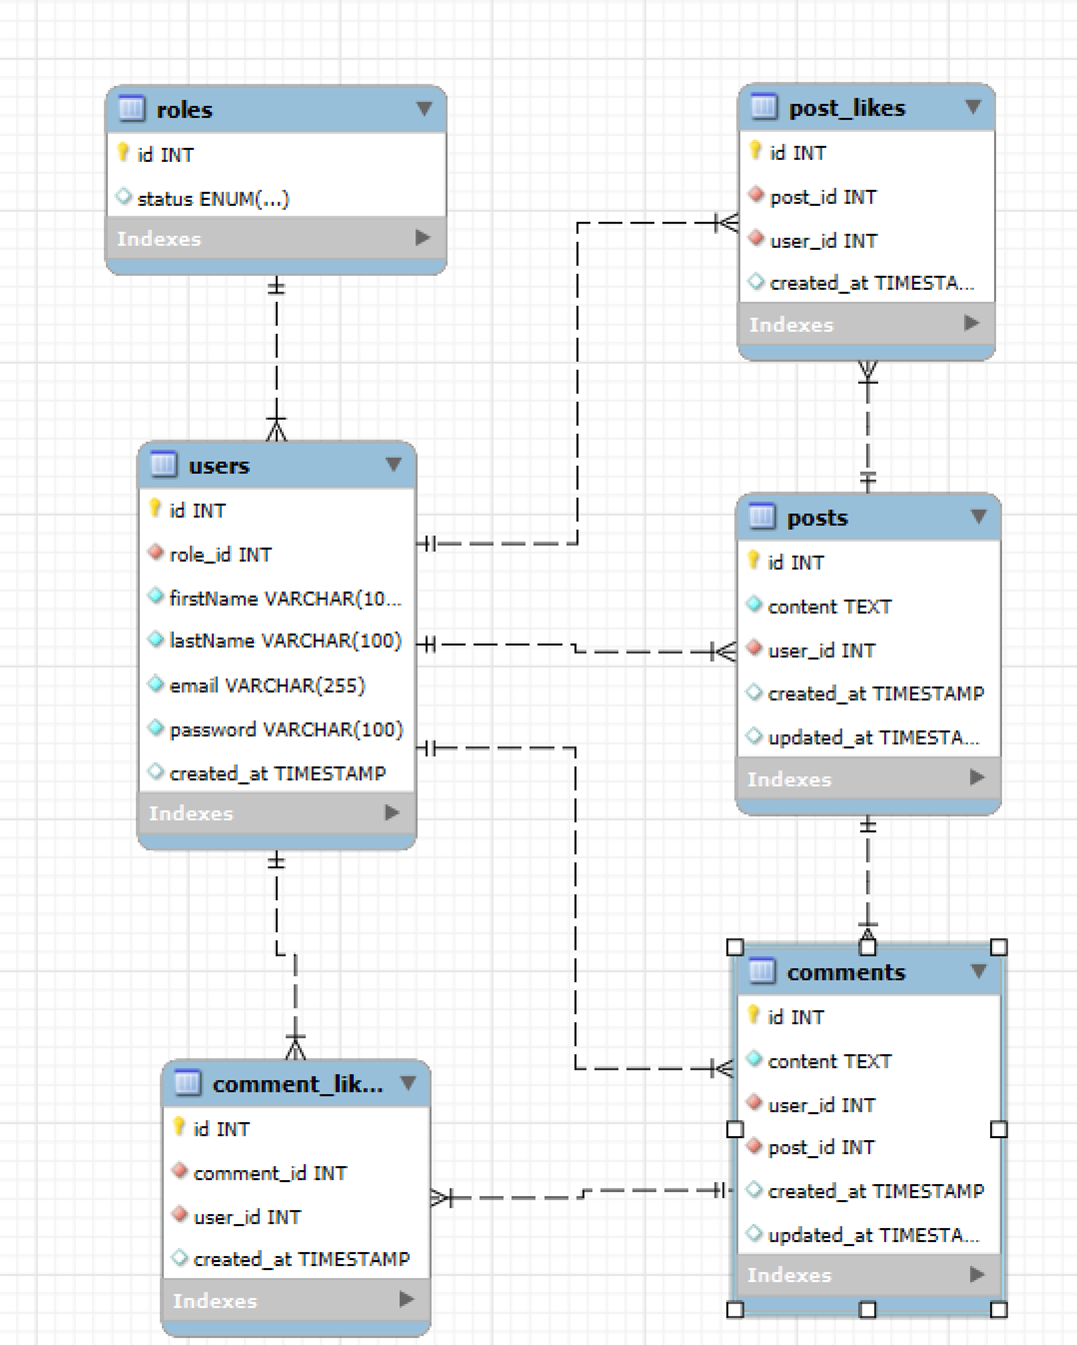 roles
id INT
status ENUM(...)
Indexes
post_likes
id INT
post_id INT
user_id INT
created_at TIMESTA...
Indexes
users
id INT
role_id INT
firstName VARCHAR(10...
lastName VARCHAR(100)
email VARCHAR(255)
password VARCHAR(100)
created_at TIMESTAMP
Indexes
posts
id INT
content TEXT
user_id INT
created_at TIMESTAMP
updated_at TIMESTA...
Indexes
comment_lik...
id INT
comment_id INT
user_id INT
created_at TIMESTAMP
Indexes
comments
id INT
content TEXT
user_id INT
post_id INT
created_at TIMESTAMP
updated_at TIMESTA...
Indexes